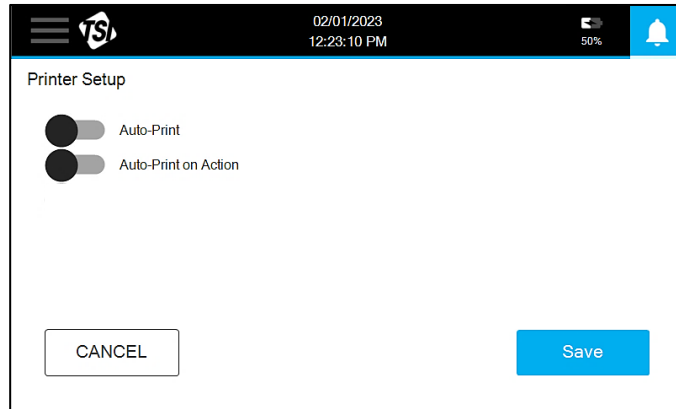 TSI
02/01/2023
12:23:10 PM
50%
Printer Setup
Auto-Print
Auto-Print on Action
CANCEL
Save